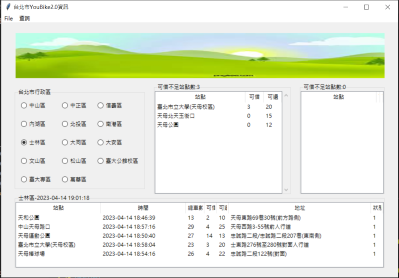 台北市YouBike2.0資訊
File 查詢
台北市行政區
中山區 中正區 信義區
內湖區 北投區 南港區
士林區 大同區 大安區
文山區 松山區 臺大公館校區
臺大專區 萬華區
可借不足站點數:3
站點 可借 可還
臺北市立大學(天母校區) 3 20
天母北天玉街口 0 15
天母公園 0 12
可還不足站點數:0
站點 可借 可還
士林區-2023-04-14 19:01:18
站點 時間 總車數 可借 可還 地址 狀態
天和公園 2023-04-14 18:46:39 13 2 10 天母東路69巷30號(前方路側) 1
中山天母路口 2023-04-14 18:57:16 29 4 25 天母西路3-55號前人行道 1
天母運動公園 2023-04-14 18:50:40 27 14 13 忠誠路二段/忠誠路二段207巷(東南側) 1
臺北市立大學(天母校區) 2023-04-14 18:58:04 23 3 20 士東路276號至280號對面人行道 1
天母棒球場 2023-04-14 18:54:16 26 4 22 忠誠路二段122號(對面) 1